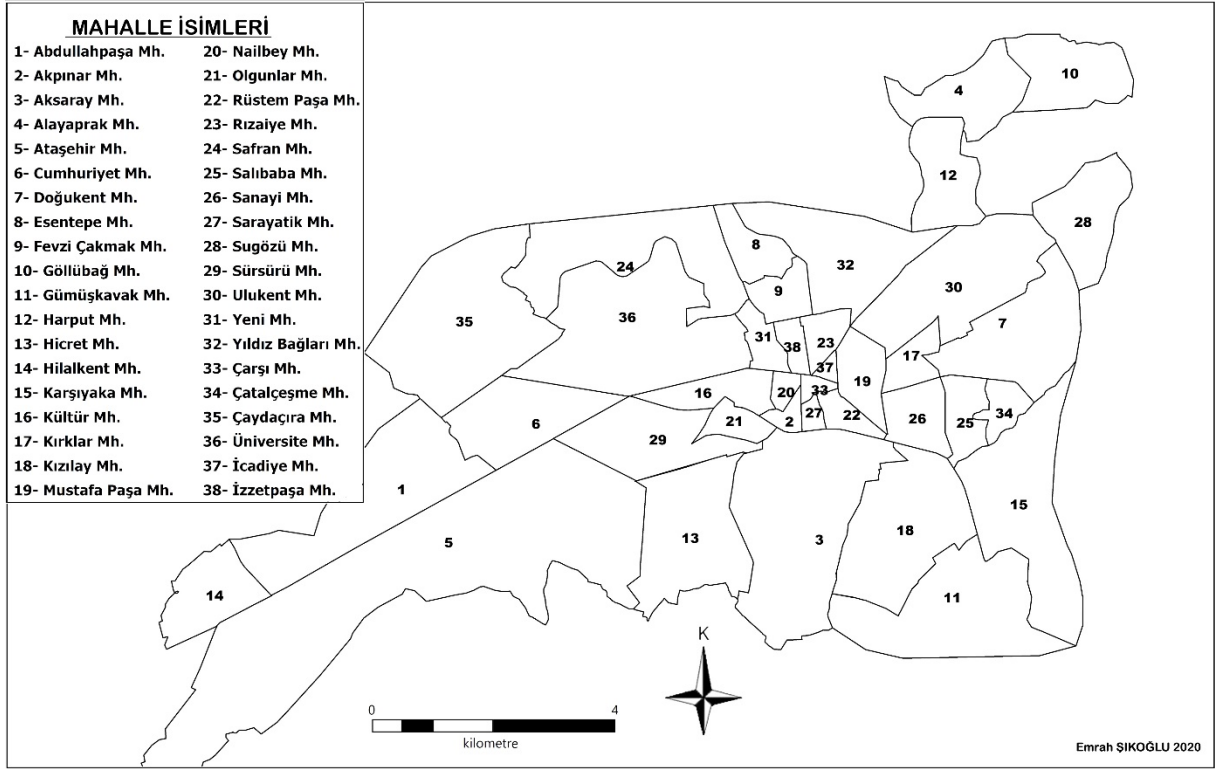 MAHALLE İSİMLERİ
1- Abdullahpaşa Mh.
2- Akpınar Mh.
3- Aksaray Mh.
4- Alayaprak Mh.
5- Ataşehir Mh.
6- Cumhuriyet Mh.
7- Doğukent Mh.
8- Esentepe Mh.
9- Fevzi Çakmak Mh.
10- Göllübağ Mh.
11- Gümüşkavak Mh.
12- Harput Mh.
13- Hicret Mh.
14- Hilalkent Mh.
15- Karşıyaka Mh.
16- Kültür Mh.
17- Kırklar Mh.
18- Kızılay Mh.
19- Mustafa Paşa Mh.
20- Nailbey Mh.
21- Olgunlar Mh.
22- Rüstem Paşa Mh.
23- Rızaiye Mh.
24- Safran Mh.
25- Salıbaba Mh.
26- Sanayi Mh.
27- Sarayatik Mh.
28- Sugözü Mh.
29- Sürsürü Mh.
30- Ulukent Mh.
31- Yeni Mh.
32- Yıldız Bağları Mh.
33- Çarşı Mh.
34- Çatalçeşme Mh.
35- Çaydaçıra Mh.
36- Üniversite Mh.
37- İcadiye Mh.
38- İzzetpaşa Mh.
10
4
12
28
8
24
32
9
30
36
35
7
31
38
23
17
37
19
16
20
33
34
6
21
2
27
22
26
25
29
1
15
18
13
3
5
14
11
K
0 4
kilometre
Emrah ŞIKOĞLU 2020